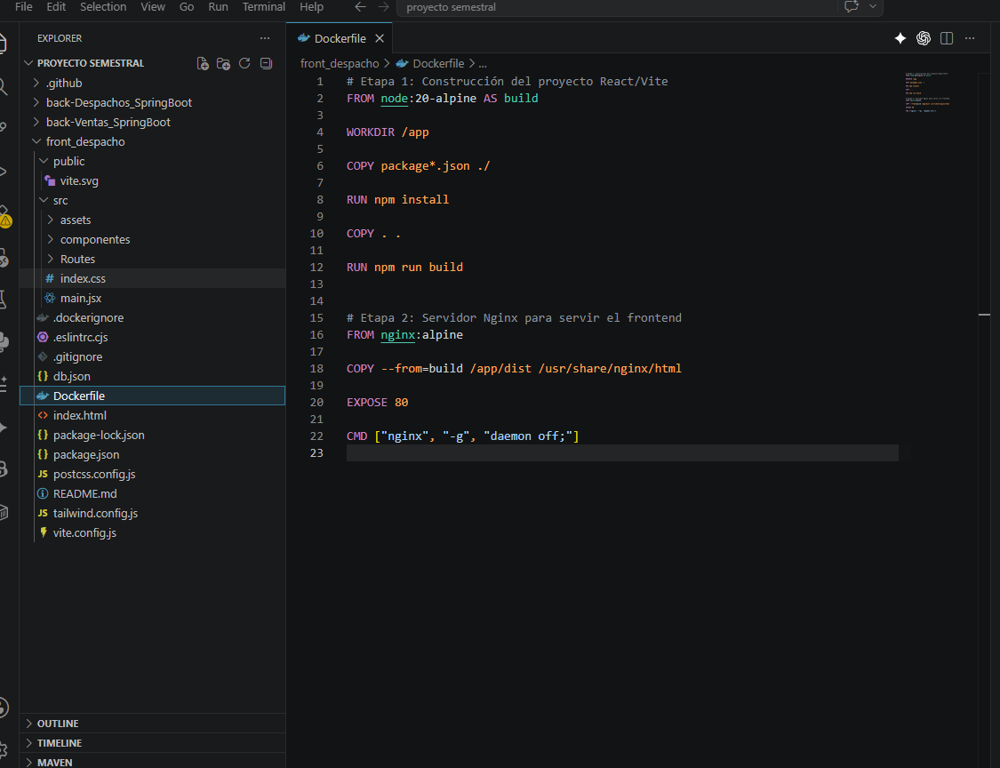 File Edit Selection View Go Run Terminal Help
proyecto semestral
EXPLORER
PROYECTO SEMESTRAL
.github
back-Despachos_SpringBoot
back-Ventas_SpringBoot
front_despacho
public
vite.svg
src
assets
componentes
Routes
# index.css
main.jsx
.dockerignore
.eslintrc.cjs
.gitignore
{} db.json
Dockerfile
<> index.html
{} package-lock.json
{} package.json
JS postcss.config.js
README.md
JS tailwind.config.js
vite.config.js
OUTLINE
TIMELINE
MAVEN
Dockerfile
front_despacho > Dockerfile > ...
1 # Etapa 1: Construcción del proyecto React/Vite
2 FROM node:20-alpine AS build
3
4 WORKDIR /app
5
6 COPY package*.json ./
7
8 RUN npm install
9
10 COPY . .
11
12 RUN npm run build
13
14
15 # Etapa 2: Servidor Nginx para servir el frontend
16 FROM nginx:alpine
17
18 COPY --from=build /app/dist /usr/share/nginx/html
19
20 EXPOSE 80
21
22 CMD ["nginx", "-g", "daemon off;"]
23